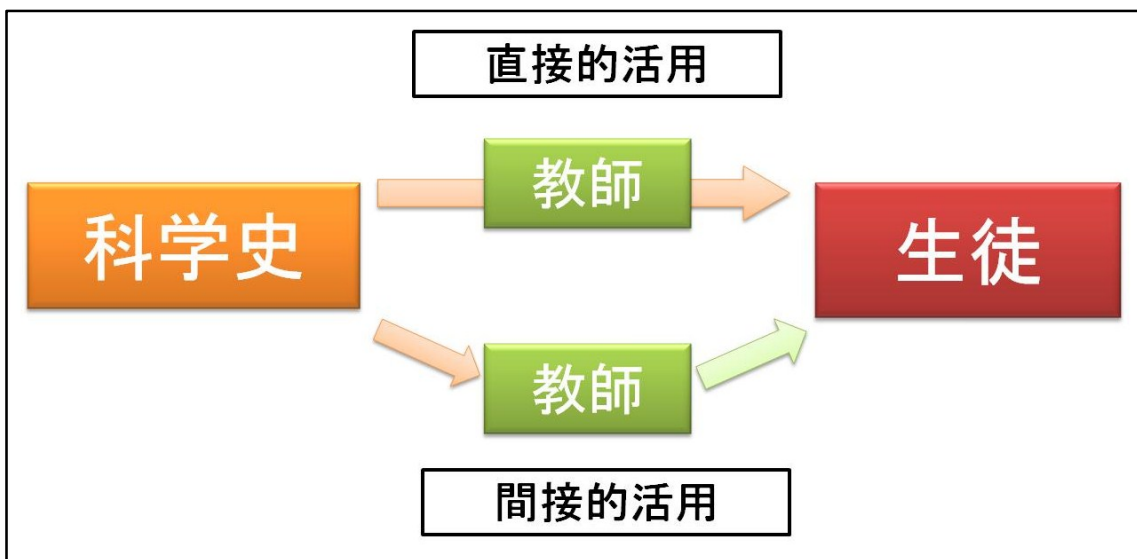 直接的活用
教師
科学史
生徒
教師
間接的活用